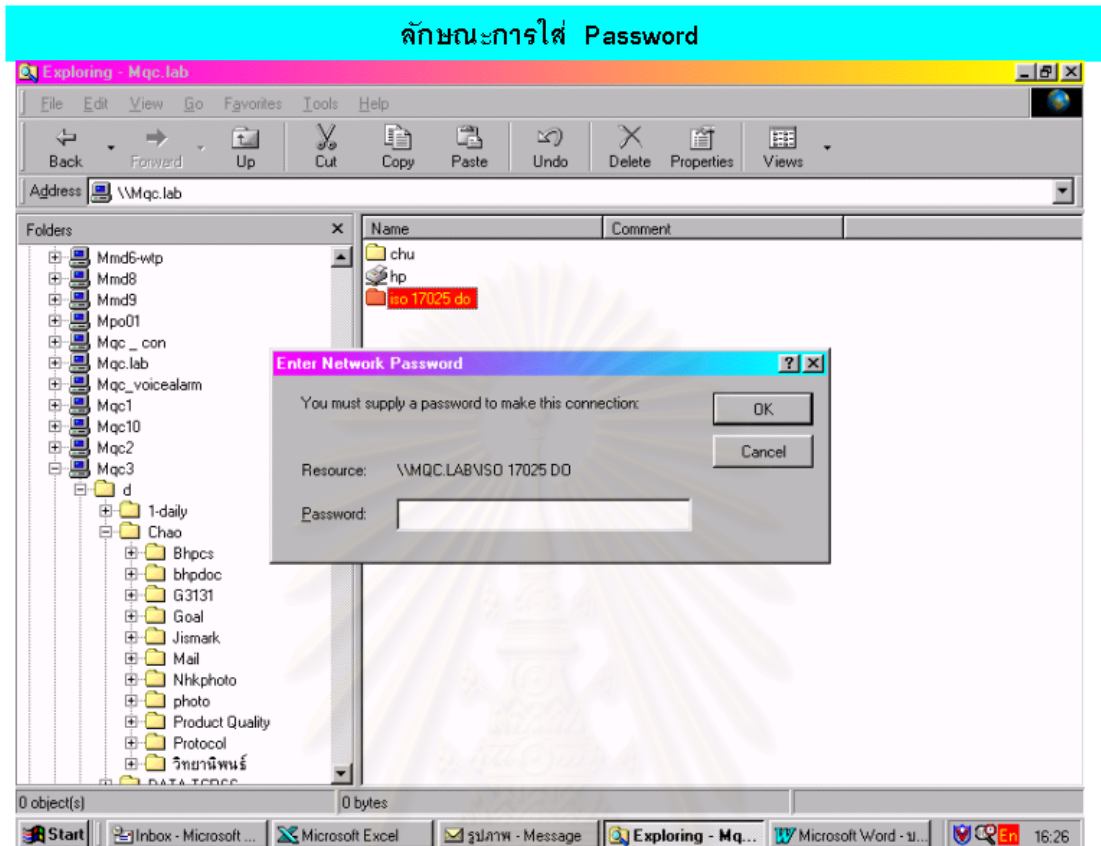 ลักษณะการใส่ Password
Exploring - Mqc.lab
File Edit View Go Favorites Tools Help
Back Forward Up Cut Copy Paste Undo Delete Properties Views
Address \\Mqc.lab
Folders
Mmd6-wtp
Mmd8
Mmd9
Mpo01
Mqc _ con
Mqc.lab
Mqc_voicealarm
Mqc1
Mqc10
Mqc2
Mqc3
d
1-daily
Chao
Bhpcs
bhpdoc
G3131
Goal
Jismark
Mail
Nhkphoto
photo
Product Quality
Protocol
วิทยานิพนธ์
Name Comment
chu
hp
iso 17025 do
Enter Network Password
You must supply a password to make this connection:
OK
Cancel
Resource: \\MQC.LAB\ISO 17025 DO
Password:
0 object(s) 0 bytes
Start Inbox - Microsoft ... Microsoft Excel รูปภาพ - Message Exploring - Mq... Microsoft Word - บ... En 16:26